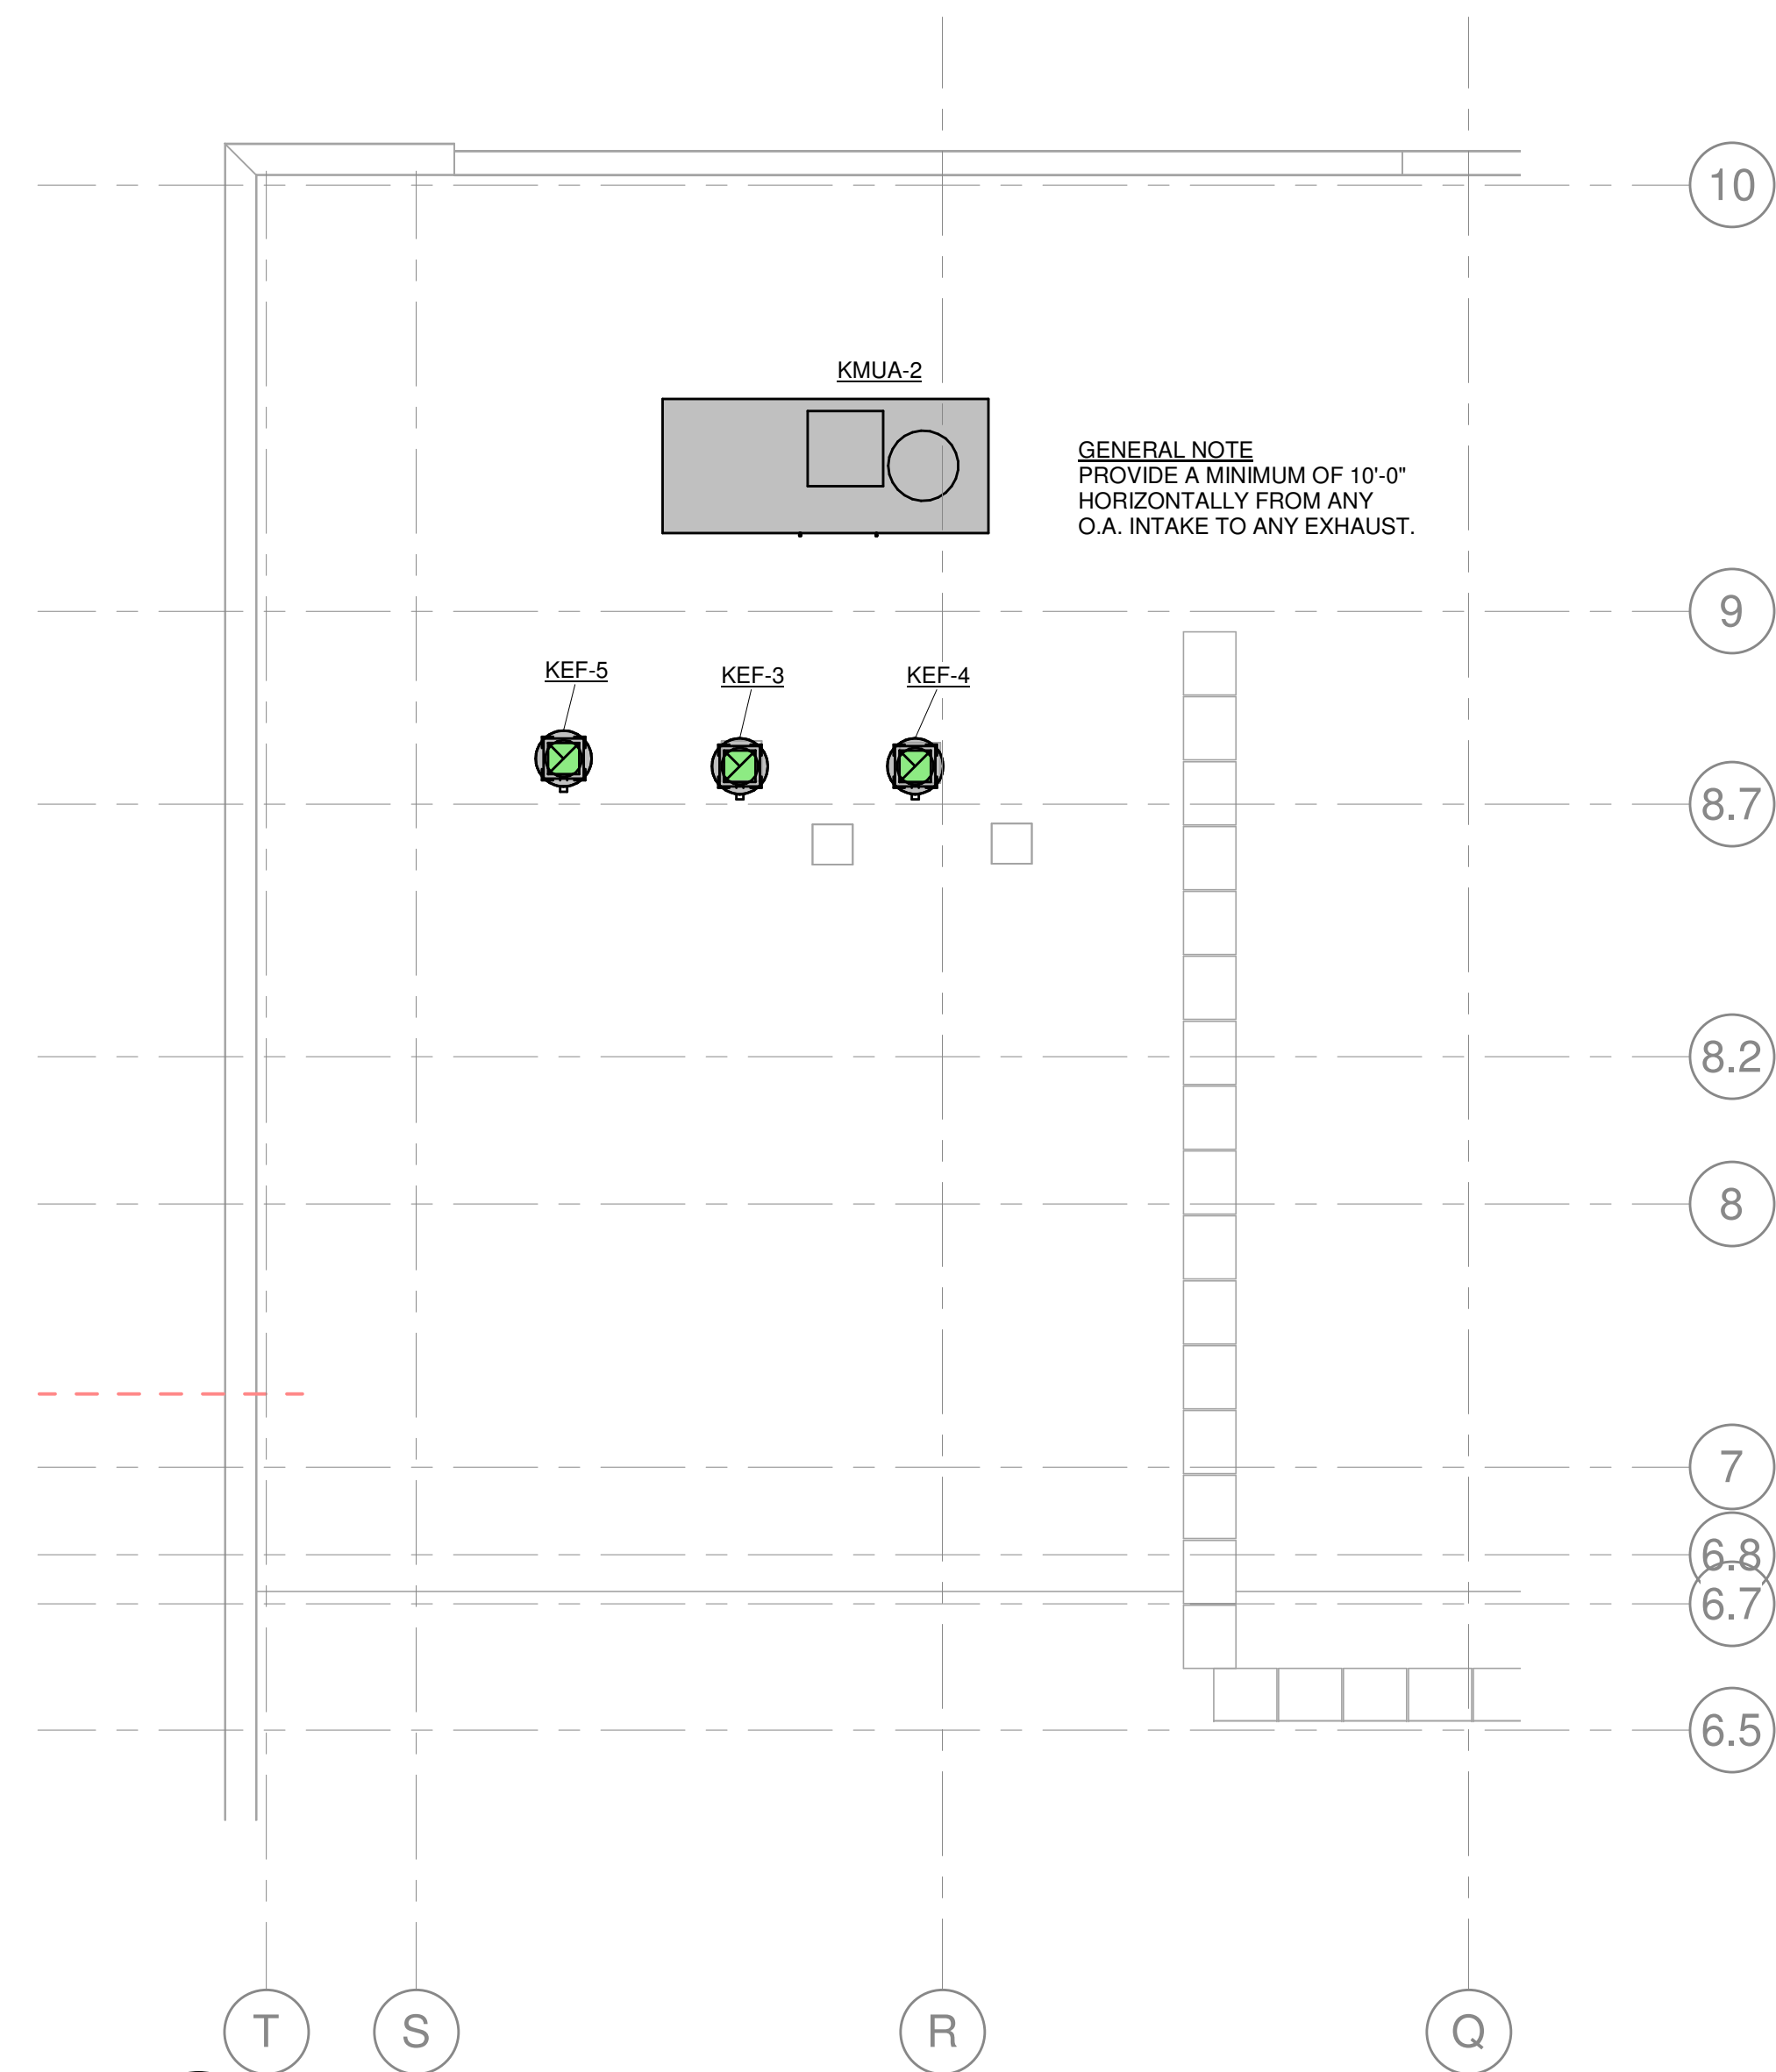 10
KMUA-2
GENERAL NOTE
PROVIDE A MINIMUM OF 10'-0"
HORIZONTALLY FROM ANY
O.A. INTAKE TO ANY EXHAUST.
9
KEF-5
KEF-3
KEF-4
8.7
8.2
8
7
6.8
6.7
6.5
T
S
R
Q